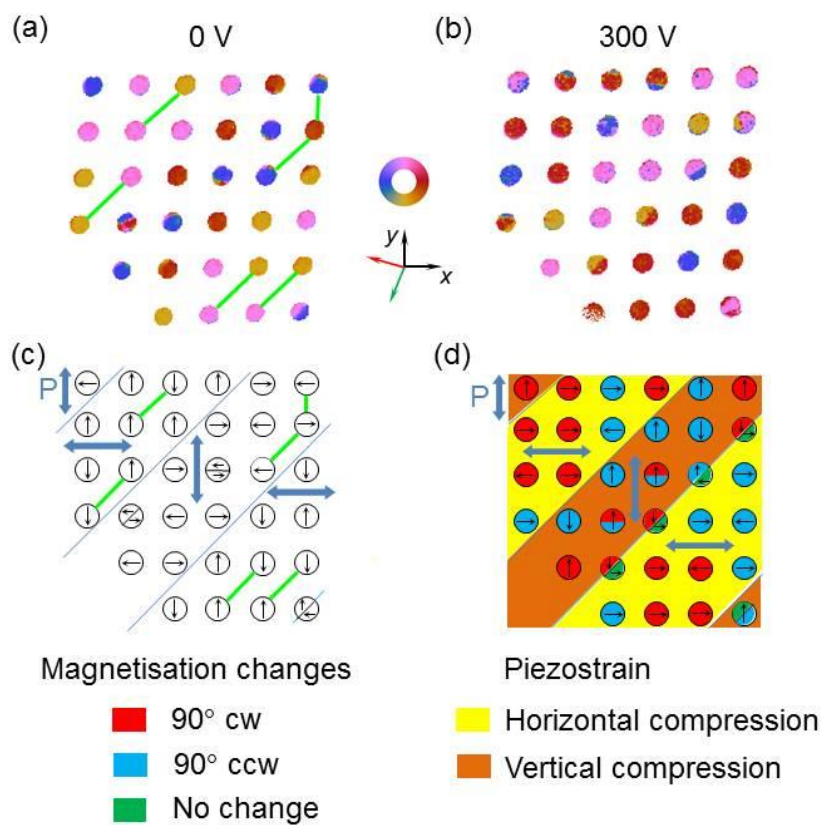 (a)
0 V
(b)
300 V
y
x
(c)
P
(d)
P
Magnetisation changes
90° cw
90° ccw
No change
Piezostrain
Horizontal compression
Vertical compression